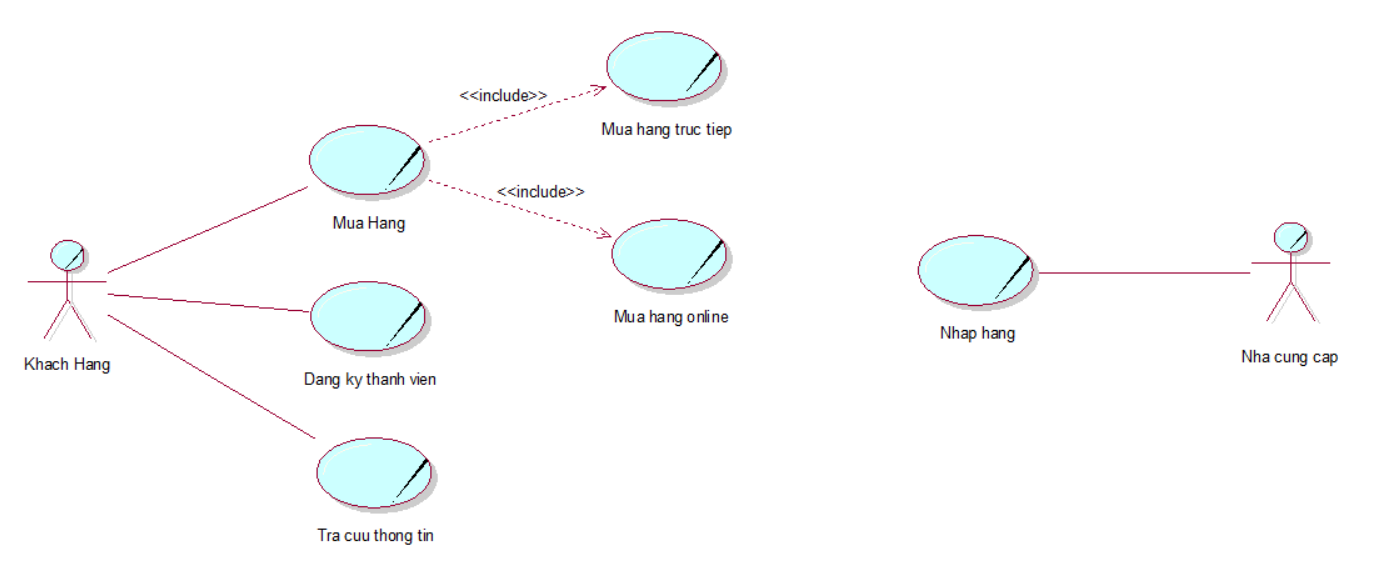 <<include>>
Mua hang truc tiep
Mua Hang
<<include>>
Mua hang online
Khach Hang
Dang ky thanh vien
Tra cuu thong tin
Nhap hang
Nha cung cap